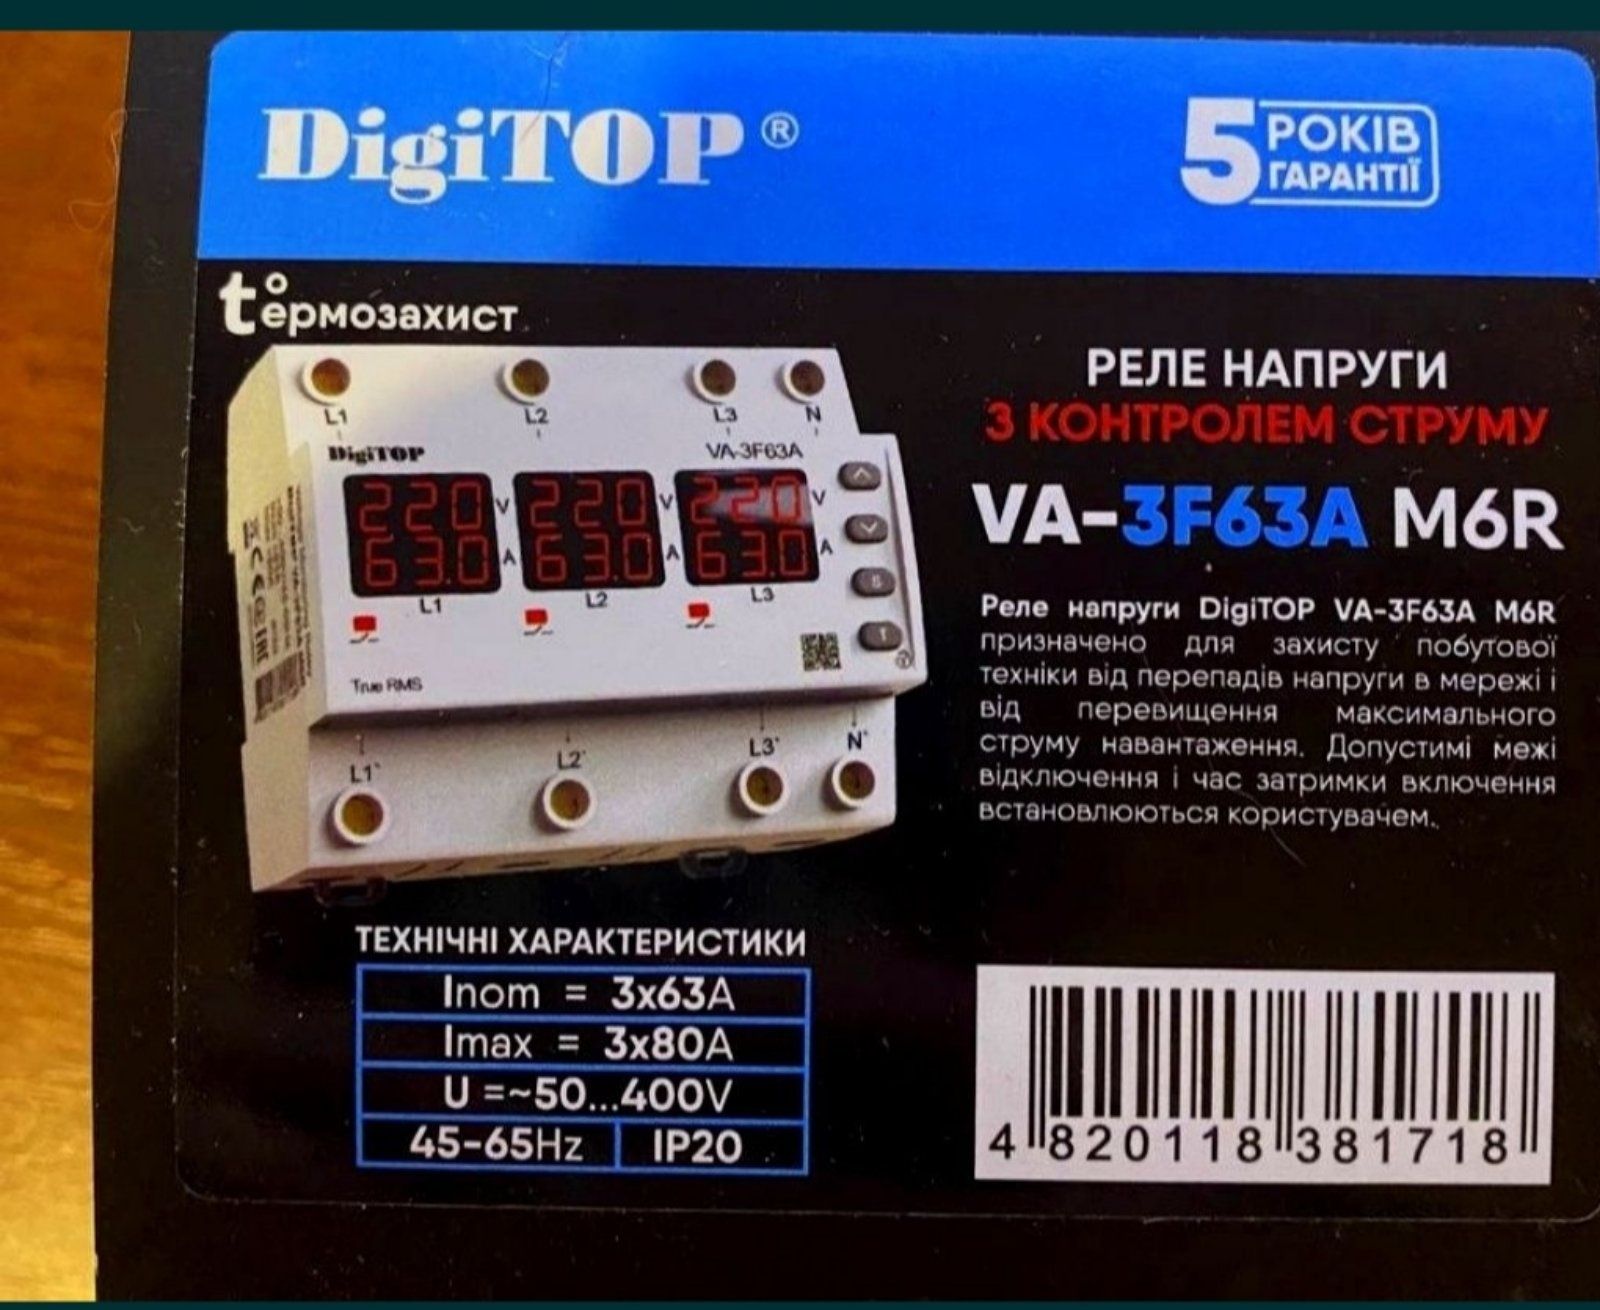 DigiTOP®
5 РОКІВ ГАРАНТІЇ
t°ермозахист
L1 L2 L3 N
DigiTOP VA-3F63A
220 V 220 V 220 V
63.0 A 63.0 A 63.0 A
L1 L2 L3
S
True RMS
L1' L2' L3' N'
РЕЛЕ НАПРУГИ
З КОНТРОЛЕМ СТРУМУ
VA-3F63A M6R
Реле напруги DigiTOP VA-3F63A M6R
призначено для захисту побутової
техніки від перепадів напруги в мережі і
від перевищення максимального
струму навантаження. Допустимі межі
відключення і час затримки включення
встановлюються користувачем.
ТЕХНІЧНІ ХАРАКТЕРИСТИКИ
Inom = 3x63A
Imax = 3x80A
U =~50...400V
45-65Hz IP20
4 820118 381718